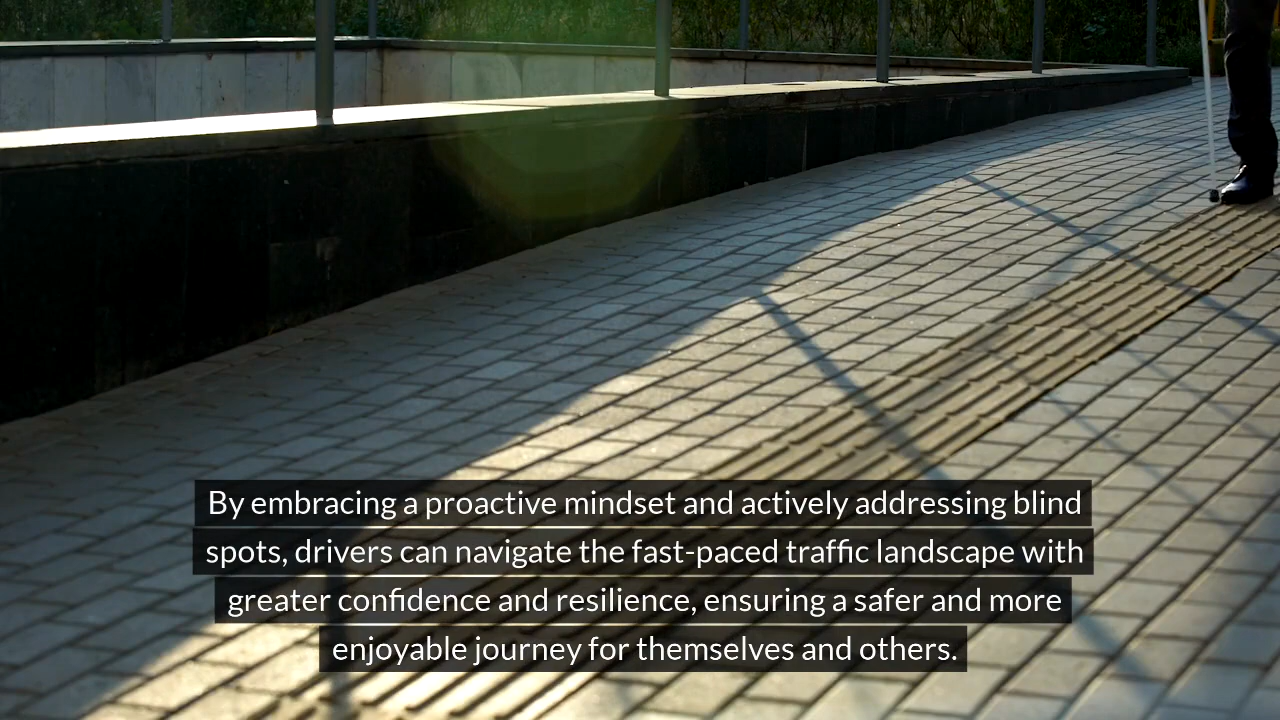 By embracing a proactive mindset and actively addressing blind
spots, drivers can navigate the fast-paced traffic landscape with
greater confidence and resilience, ensuring a safer and more
enjoyable journey for themselves and others.